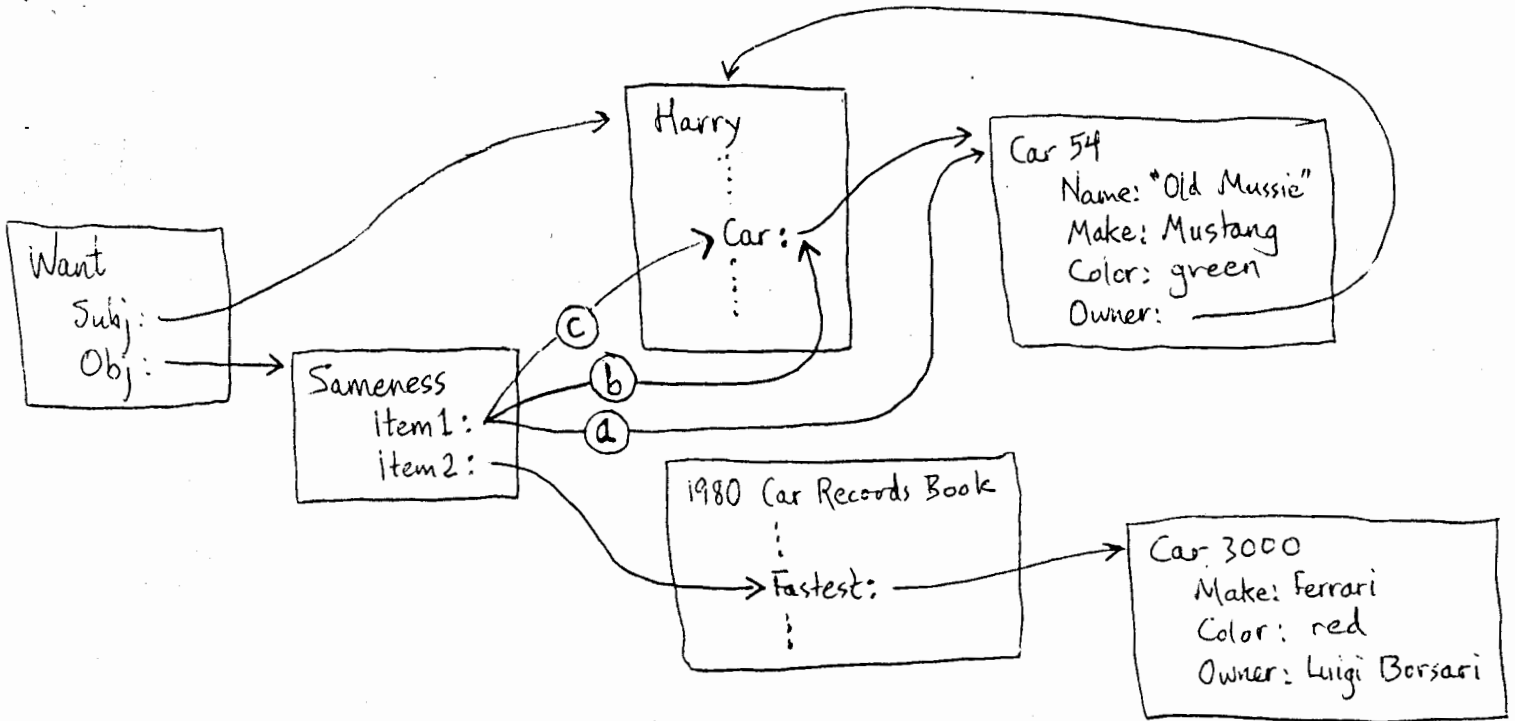 Harry
Car:
Car 54
Name: "Old Mussie"
Make: Mustang
Color: green
Owner:
Want
Subj:
Obj:
c
b
a
Sameness
item1:
item2:
1980 Car Records Book
Fastest:
Car 3000
Make: Ferrari
Color: red
Owner: Luigi Borsari